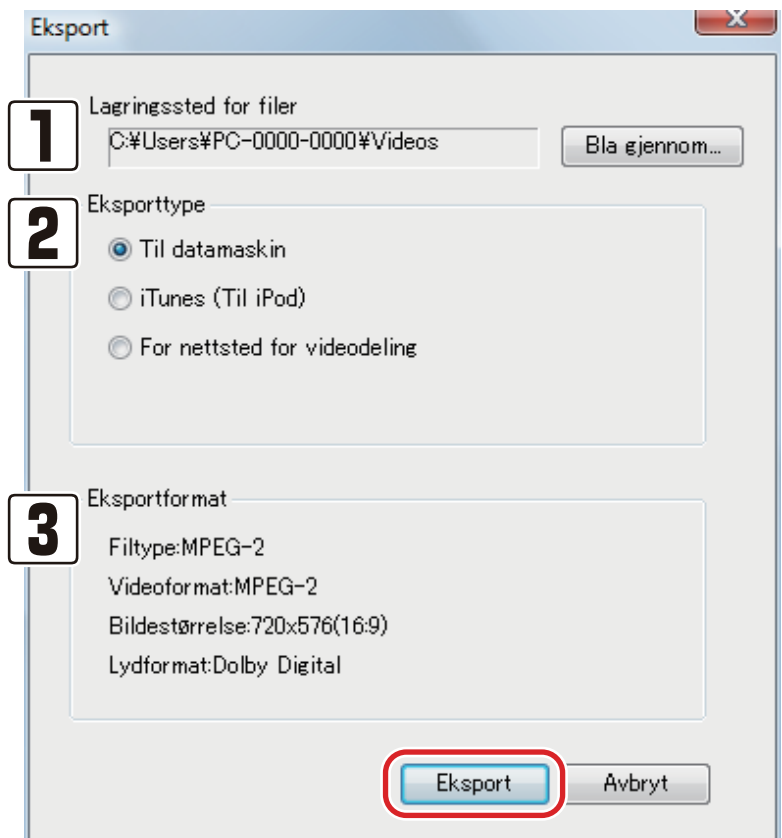 Eksport
X
1
Lagringssted for filer
C:¥Users¥PC-0000-0000¥Videos
Bla gjennom...
2
Eksporttype
Til datamaskin
iTunes (Til iPod)
For nettsted for videodeling
3
Eksportformat
Filtype:MPEG-2
Videoformat:MPEG-2
Bildestørrelse:720x576(16:9)
Lydformat:Dolby Digital
Eksport
Avbryt